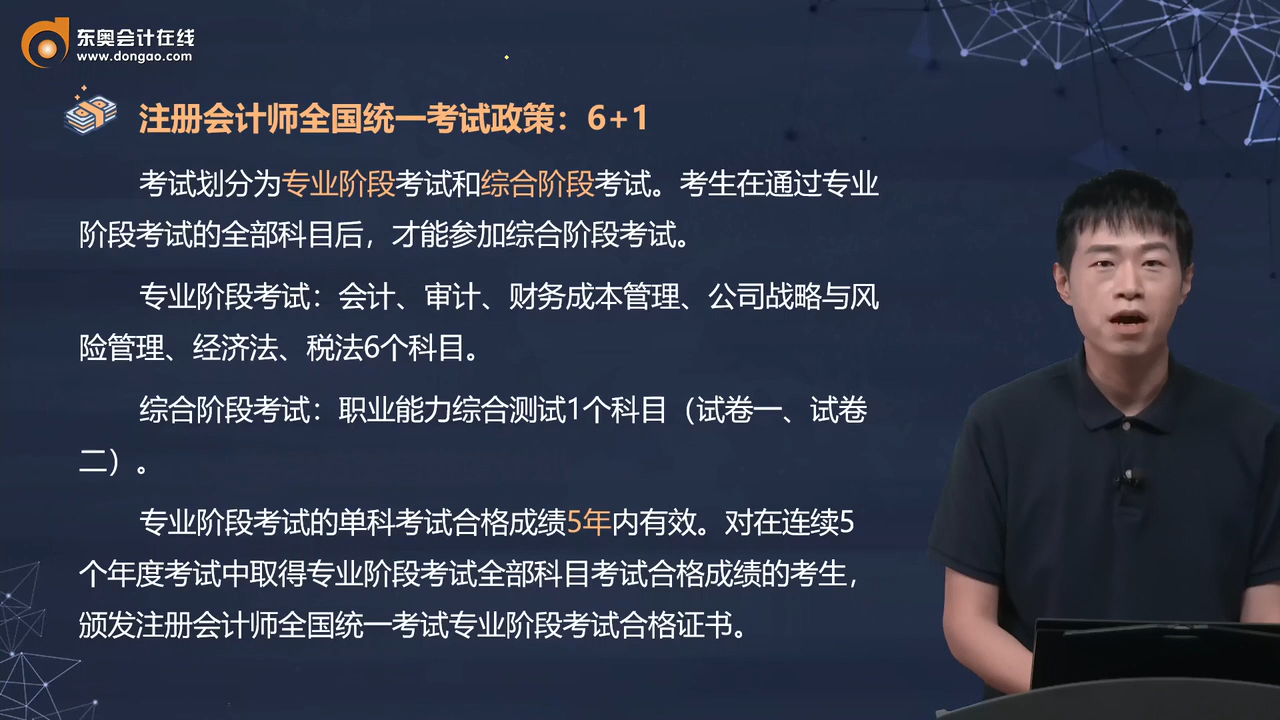 东奥会计在线
www.dongao.com
注册会计师全国统一考试政策：6+1
考试划分为专业阶段考试和综合阶段考试。考生在通过专业
阶段考试的全部科目后，才能参加综合阶段考试。
专业阶段考试：会计、审计、财务成本管理、公司战略与风
险管理、经济法、税法6个科目。
综合阶段考试：职业能力综合测试1个科目（试卷一、试卷
二）。
专业阶段考试的单科考试合格成绩5年内有效。对在连续5
个年度考试中取得专业阶段考试全部科目考试合格成绩的考生，
颁发注册会计师全国统一考试专业阶段考试合格证书。